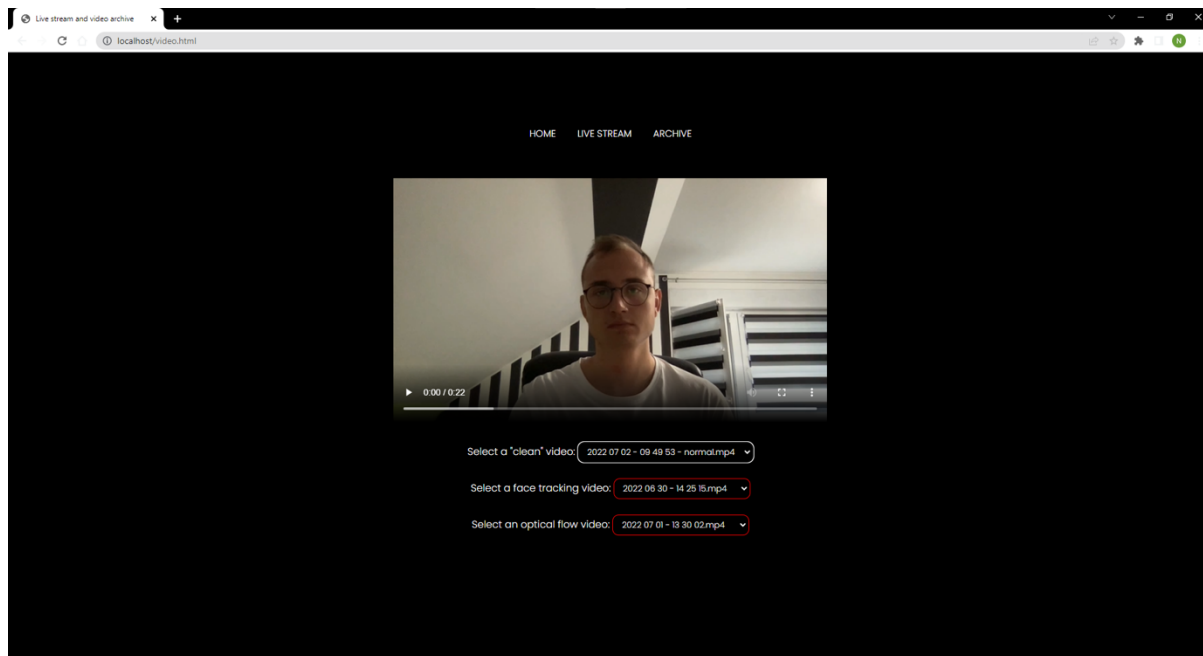 Live stream and video archive
localhost/video.html
N
HOME LIVE STREAM ARCHIVE
0:00 / 0:22
Select a "clean" video: 2022 07 02 - 09 49 53 - normal.mp4
Select a face tracking video: 2022 06 30 - 14 25 15.mp4
Select an optical flow video: 2022 07 01 - 13 30 02.mp4